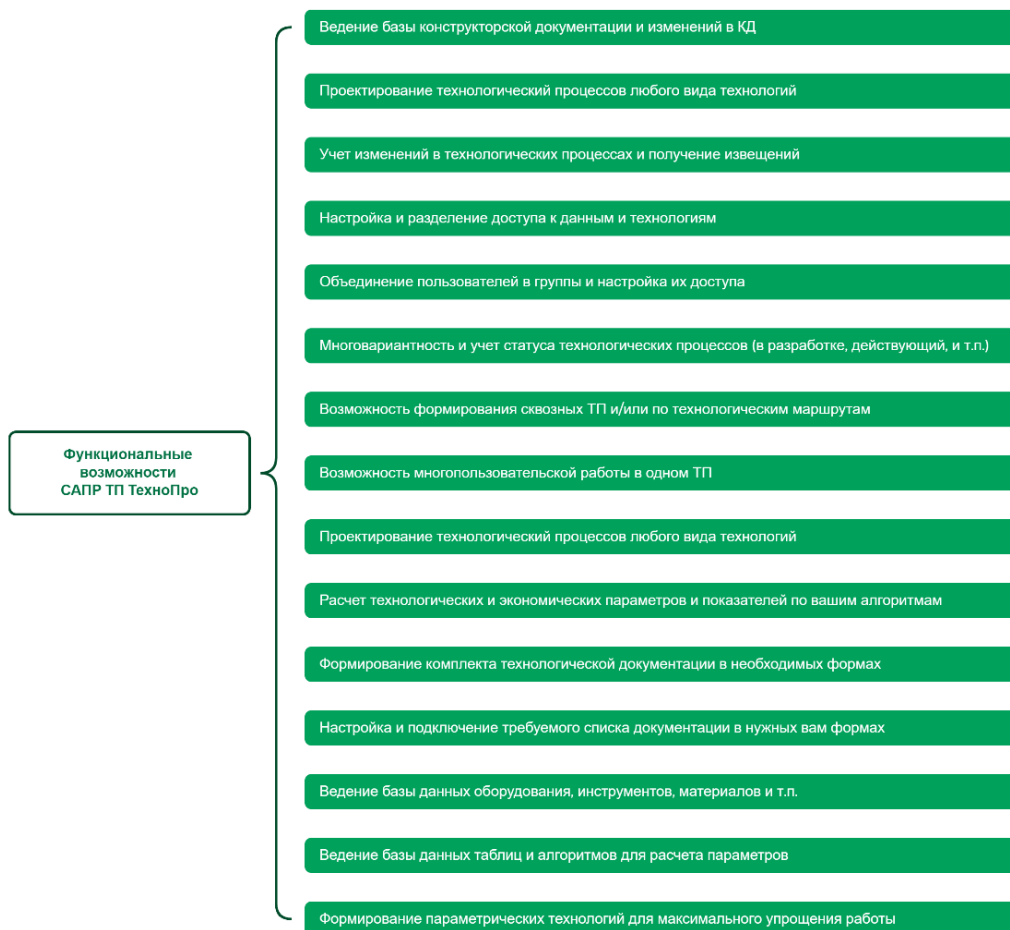 Ведение базы конструкторской документации и изменений в КД
Проектирование технологический процессов любого вида технологий
Учет изменений в технологических процессах и получение извещений
Настройка и разделение доступа к данным и технологиям
Объединение пользователей в группы и настройка их доступа
Многовариантность и учет статуса технологических процессов (в разработке, действующий, и т.п.)
Возможность формирования сквозных ТП и/или по технологическим маршрутам
Функциональные
возможности
САПР ТП ТехноПро
Возможность многопользовательской работы в одном ТП
Проектирование технологический процессов любого вида технологий
Расчет технологических и экономических параметров и показателей по вашим алгоритмам
Формирование комплекта технологической документации в необходимых формах
Настройка и подключение требуемого списка документации в нужных вам формах
Ведение базы данных оборудования, инструментов, материалов и т.п.
Ведение базы данных таблиц и алгоритмов для расчета параметров
Формирование параметрических технологий для максимального упрощения работы